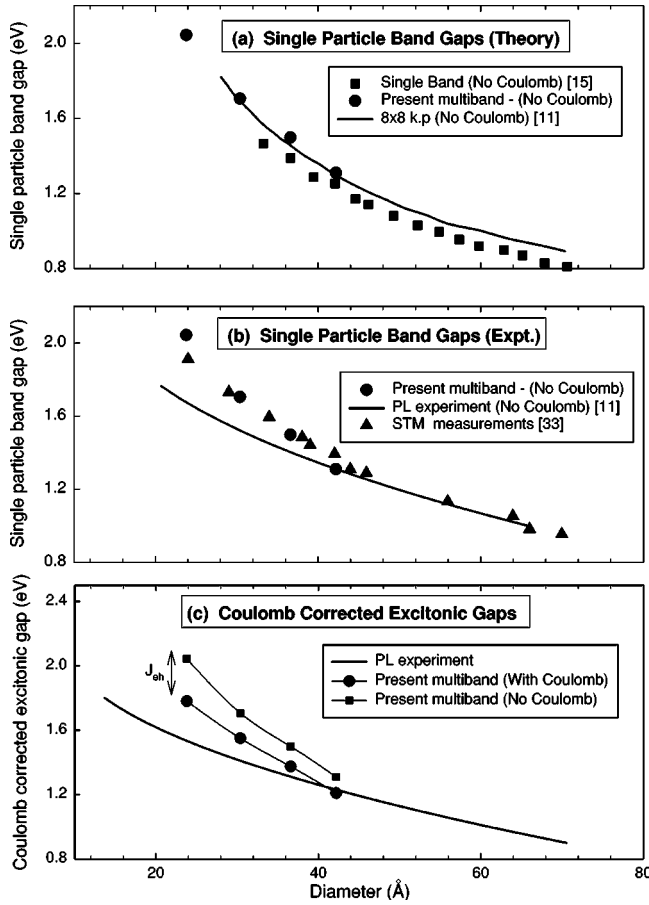 2.0
1.6
1.2
0.8
Single particle band gap (eV)
(a) Single Particle Band Gaps (Theory)
Single Band (No Coulomb) [15]
Present multiband - (No Coulomb)
8x8 k.p (No Coulomb) [11]
2.0
1.6
1.2
0.8
Single particle band gap (eV)
(b) Single Particle Band Gaps (Expt.)
Present multiband - (No Coulomb)
PL experiment (No Coulomb) [11]
STM measurements [33]
2.4
2.0
1.6
1.2
0.8
Coulomb corrected excitonic gap (eV)
(c) Coulomb Corrected Excitonic Gaps
PL experiment
Present multiband (With Coulomb)
Present multiband (No Coulomb)
Jeh
20 40 60 80
Diameter (Å)